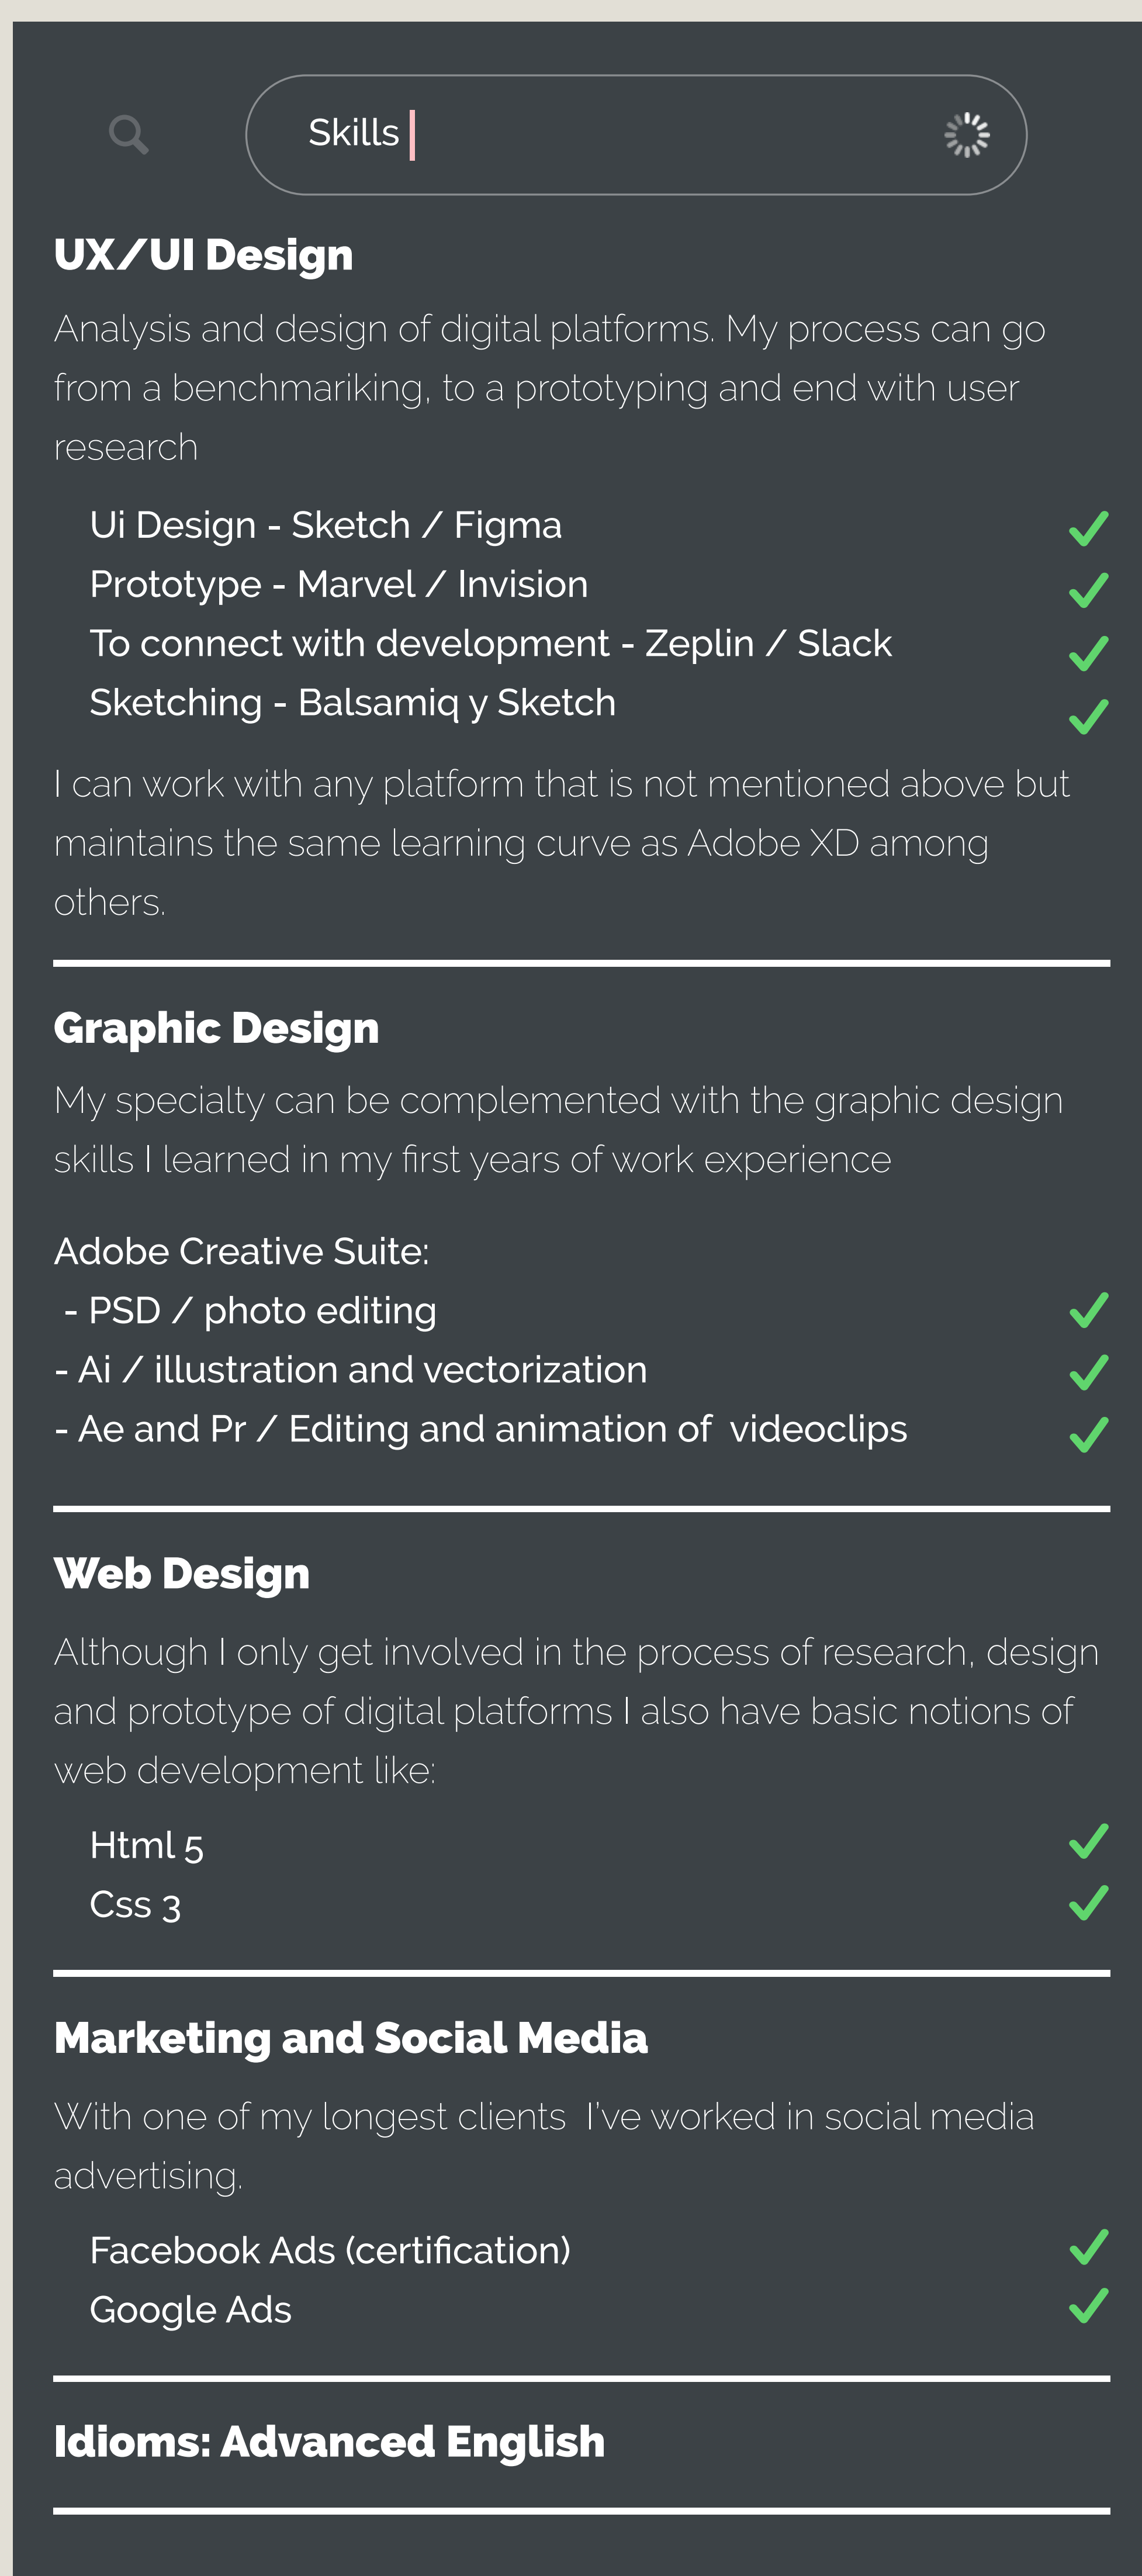 Skills
UX/UI Design
Analysis and design of digital platforms. My process can go
from a benchmariking, to a prototyping and end with user
research
Ui Design - Sketch / Figma
Prototype - Marvel / Invision
To connect with development - Zeplin / Slack
Sketching - Balsamiq y Sketch
I can work with any platform that is not mentioned above but
maintains the same learning curve as Adobe XD among
others.
Graphic Design
My specialty can be complemented with the graphic design
skills I learned in my first years of work experience
Adobe Creative Suite:
- PSD / photo editing
- Ai / illustration and vectorization
- Ae and Pr / Editing and animation of  videoclips
Web Design
Although I only get involved in the process of research, design
and prototype of digital platforms I also have basic notions of
web development like:
Html 5
Css 3
Marketing and Social Media
With one of my longest clients  I’ve worked in social media
advertising.
Facebook Ads (certification)
Google Ads
Idioms: Advanced English